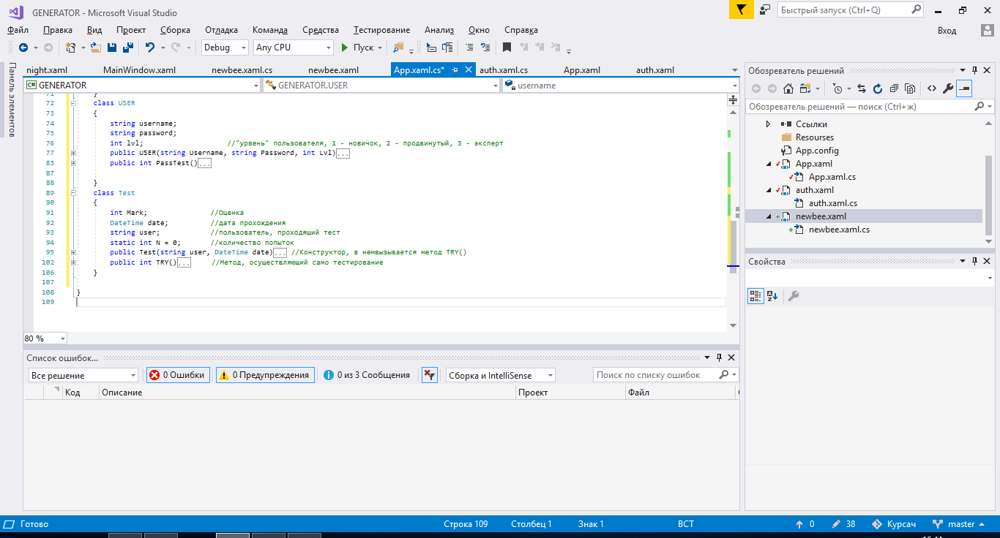 GENERATOR - Microsoft Visual Studio
Быстрый запуск (Ctrl+Q)
Файл Правка Вид Проект Сборка Отладка Команда Средства Тестирование Анализ Окно Справка Вход
Debug Any CPU Пуск
Панель элементов
night.xaml MainWindow.xaml newbee.xaml.cs newbee.xaml App.xaml.cs* auth.xaml.cs App.xaml auth.xaml
GENERATOR GENERATOR.USER username
71 }
72 class USER
73 {
74 string username;
75 string password;
76 int lvl; //"урвень" пользователя, 1 - новичок, 2 - продвинутый, 3 - эксперт
77 public USER(string Username, string Password, int Lvl)...
83 public int PassTest()...
87
88 }
89 class Test
90 {
91 int Mark; //Оценка
92 DateTime date; //дата прохождения
93 string user; //пользователь, проходящий тест
94 static int N = 0; //количество попыток
95 public Test(string user, DateTime date)... //Конструктор, в немвызывается метод TRY()
102 public int TRY()... //Метод, осуществляющий само тестирование
106 }
107
108 }
109
80 %
Обозреватель решений
Обозреватель решений — поиск (Ctrl+ж)
Ссылки
Resourses
App.config
App.xaml
App.xaml.cs
auth.xaml
auth.xaml.cs
newbee.xaml
newbee.xaml.cs
Свойства
Список ошибок...
Все решение 0 Ошибки 0 Предупреждения 0 из 3 Сообщения Сборка и IntelliSense Поиск по списку ошибок
Код Описание Проект Файл
Готово Строка 109 Столбец 1 Знак 1 ВСТ 0 38 Курсач master